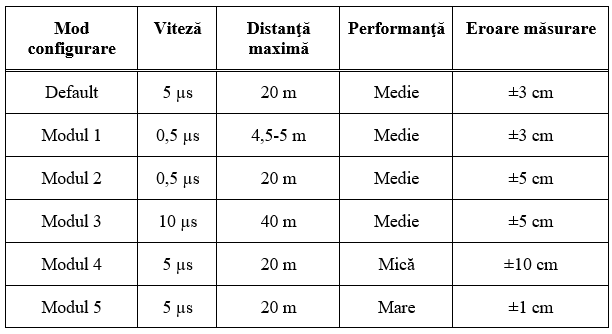 Mod configurare | Viteză | Distanţă maximă | Performanţă | Eroare măsurare
Default | 5 µs | 20 m | Medie | ±3 cm
Modul 1 | 0,5 µs | 4,5-5 m | Medie | ±3 cm
Modul 2 | 0,5 µs | 20 m | Medie | ±5 cm
Modul 3 | 10 µs | 40 m | Medie | ±5 cm
Modul 4 | 5 µs | 20 m | Mică | ±10 cm
Modul 5 | 5 µs | 20 m | Mare | ±1 cm